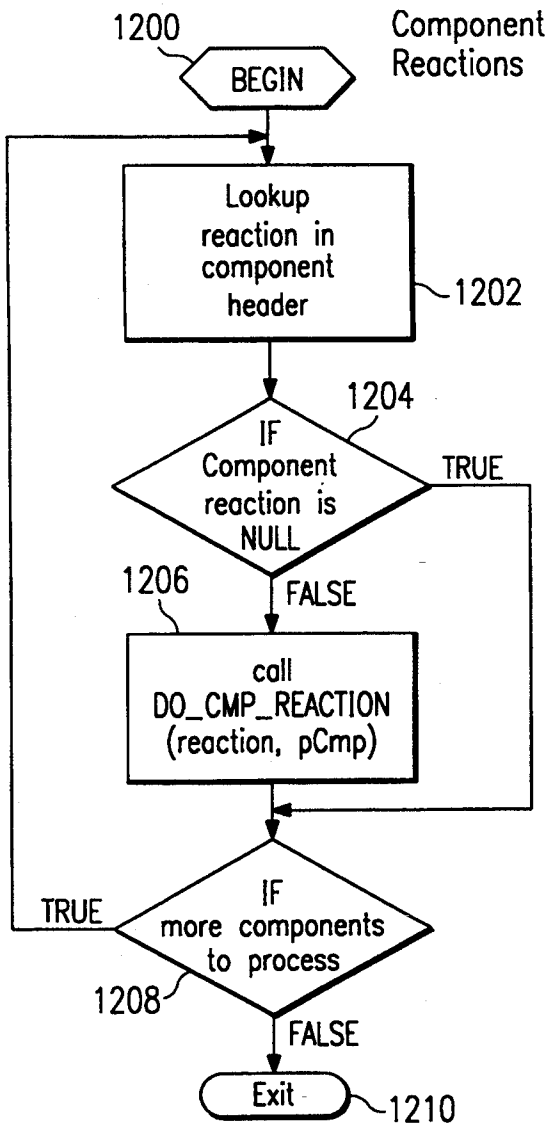 Component
Reactions
1200
BEGIN
Lookup
reaction in
component
header
1202
1204
IF
Component
reaction is
NULL
TRUE
FALSE
1206
call
DO_CMP_REACTION
(reaction, pCmp)
IF
more components
to process
TRUE
1208
FALSE
Exit
1210